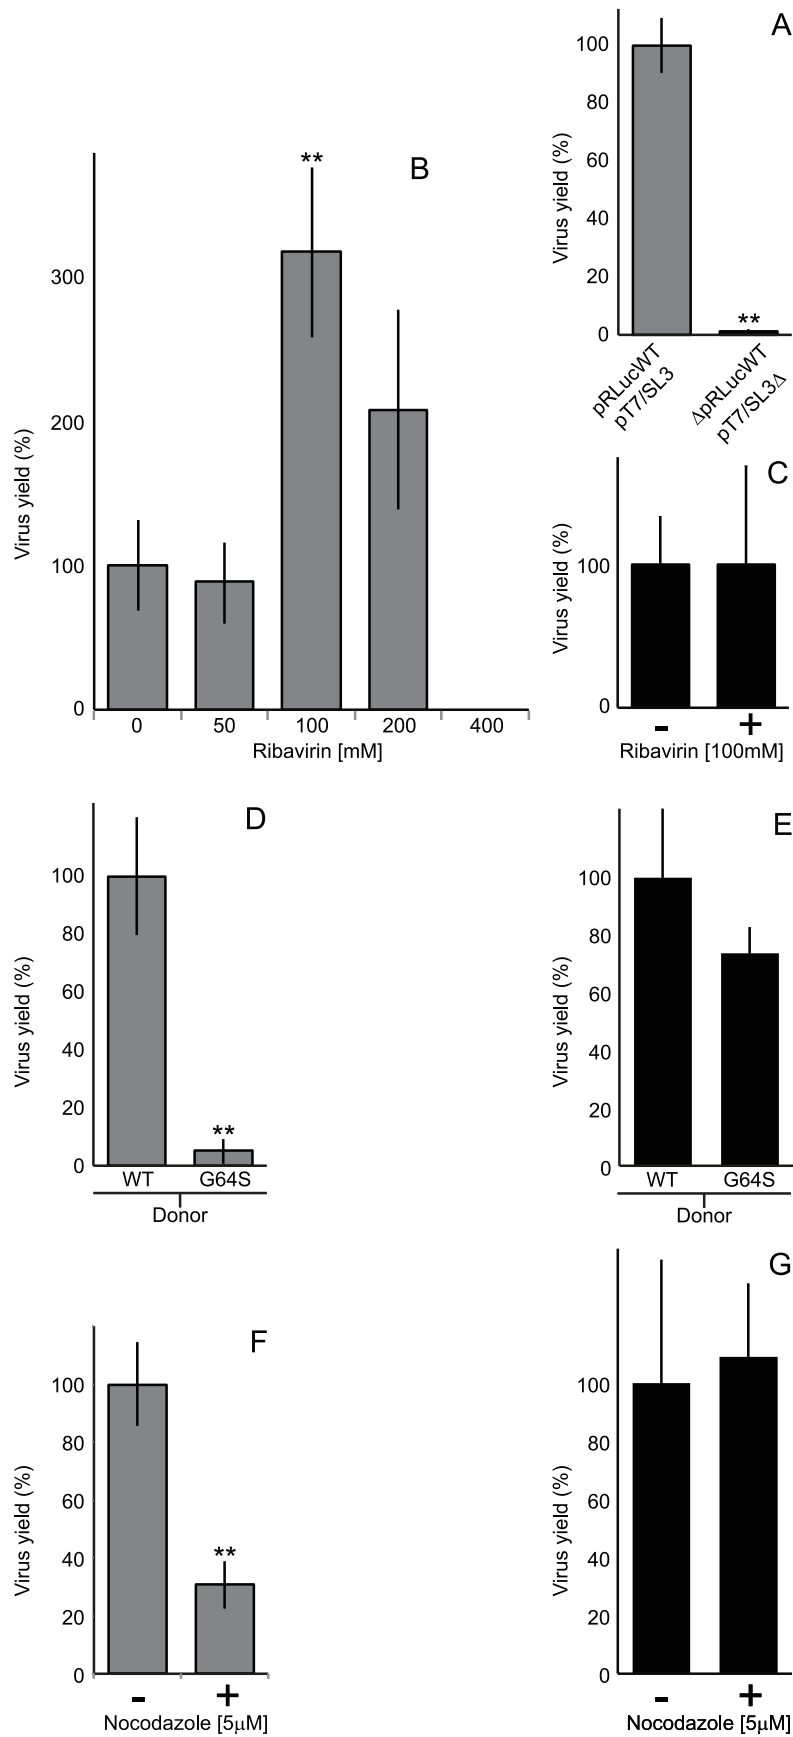 A
Virus yield (%)
100
80
60
40
20
0
**
pRLucWT
pT7/SL3
ΔpRLucWT
pT7/SL3Δ
B
Virus yield (%)
300
200
100
0
**
0 50 100 200 400
Ribavirin [mM]
C
Virus yield (%)
100
0
- +
Ribavirin [100mM]
D
Virus yield (%)
100
80
60
40
20
0
**
WT G64S
Donor
E
Virus yield (%)
100
80
60
40
20
0
WT G64S
Donor
F
Virus yield (%)
100
80
60
40
20
0
**
- +
Nocodazole [5µM]
G
Virus yield (%)
100
80
60
40
20
0
- +
Nocodazole [5µM]